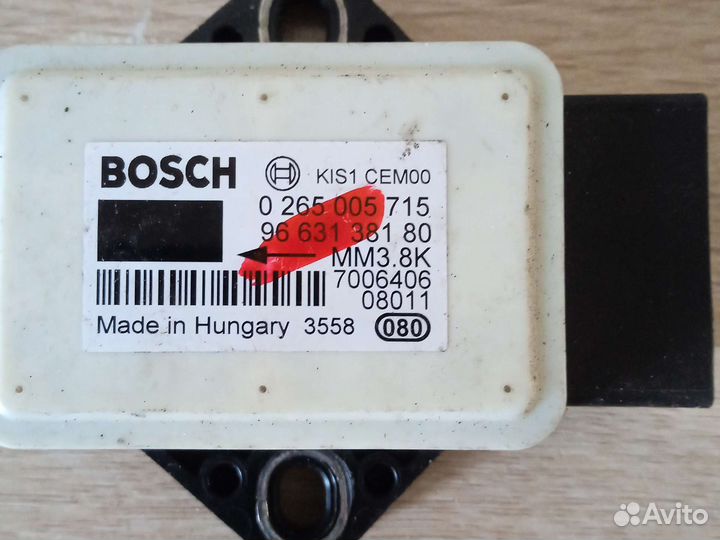 BOSCH KIS1 CEM00
0 265 005 715
96 631 381 80
MM3.8K
7006406
08011
Made in Hungary 3558 080
Avito